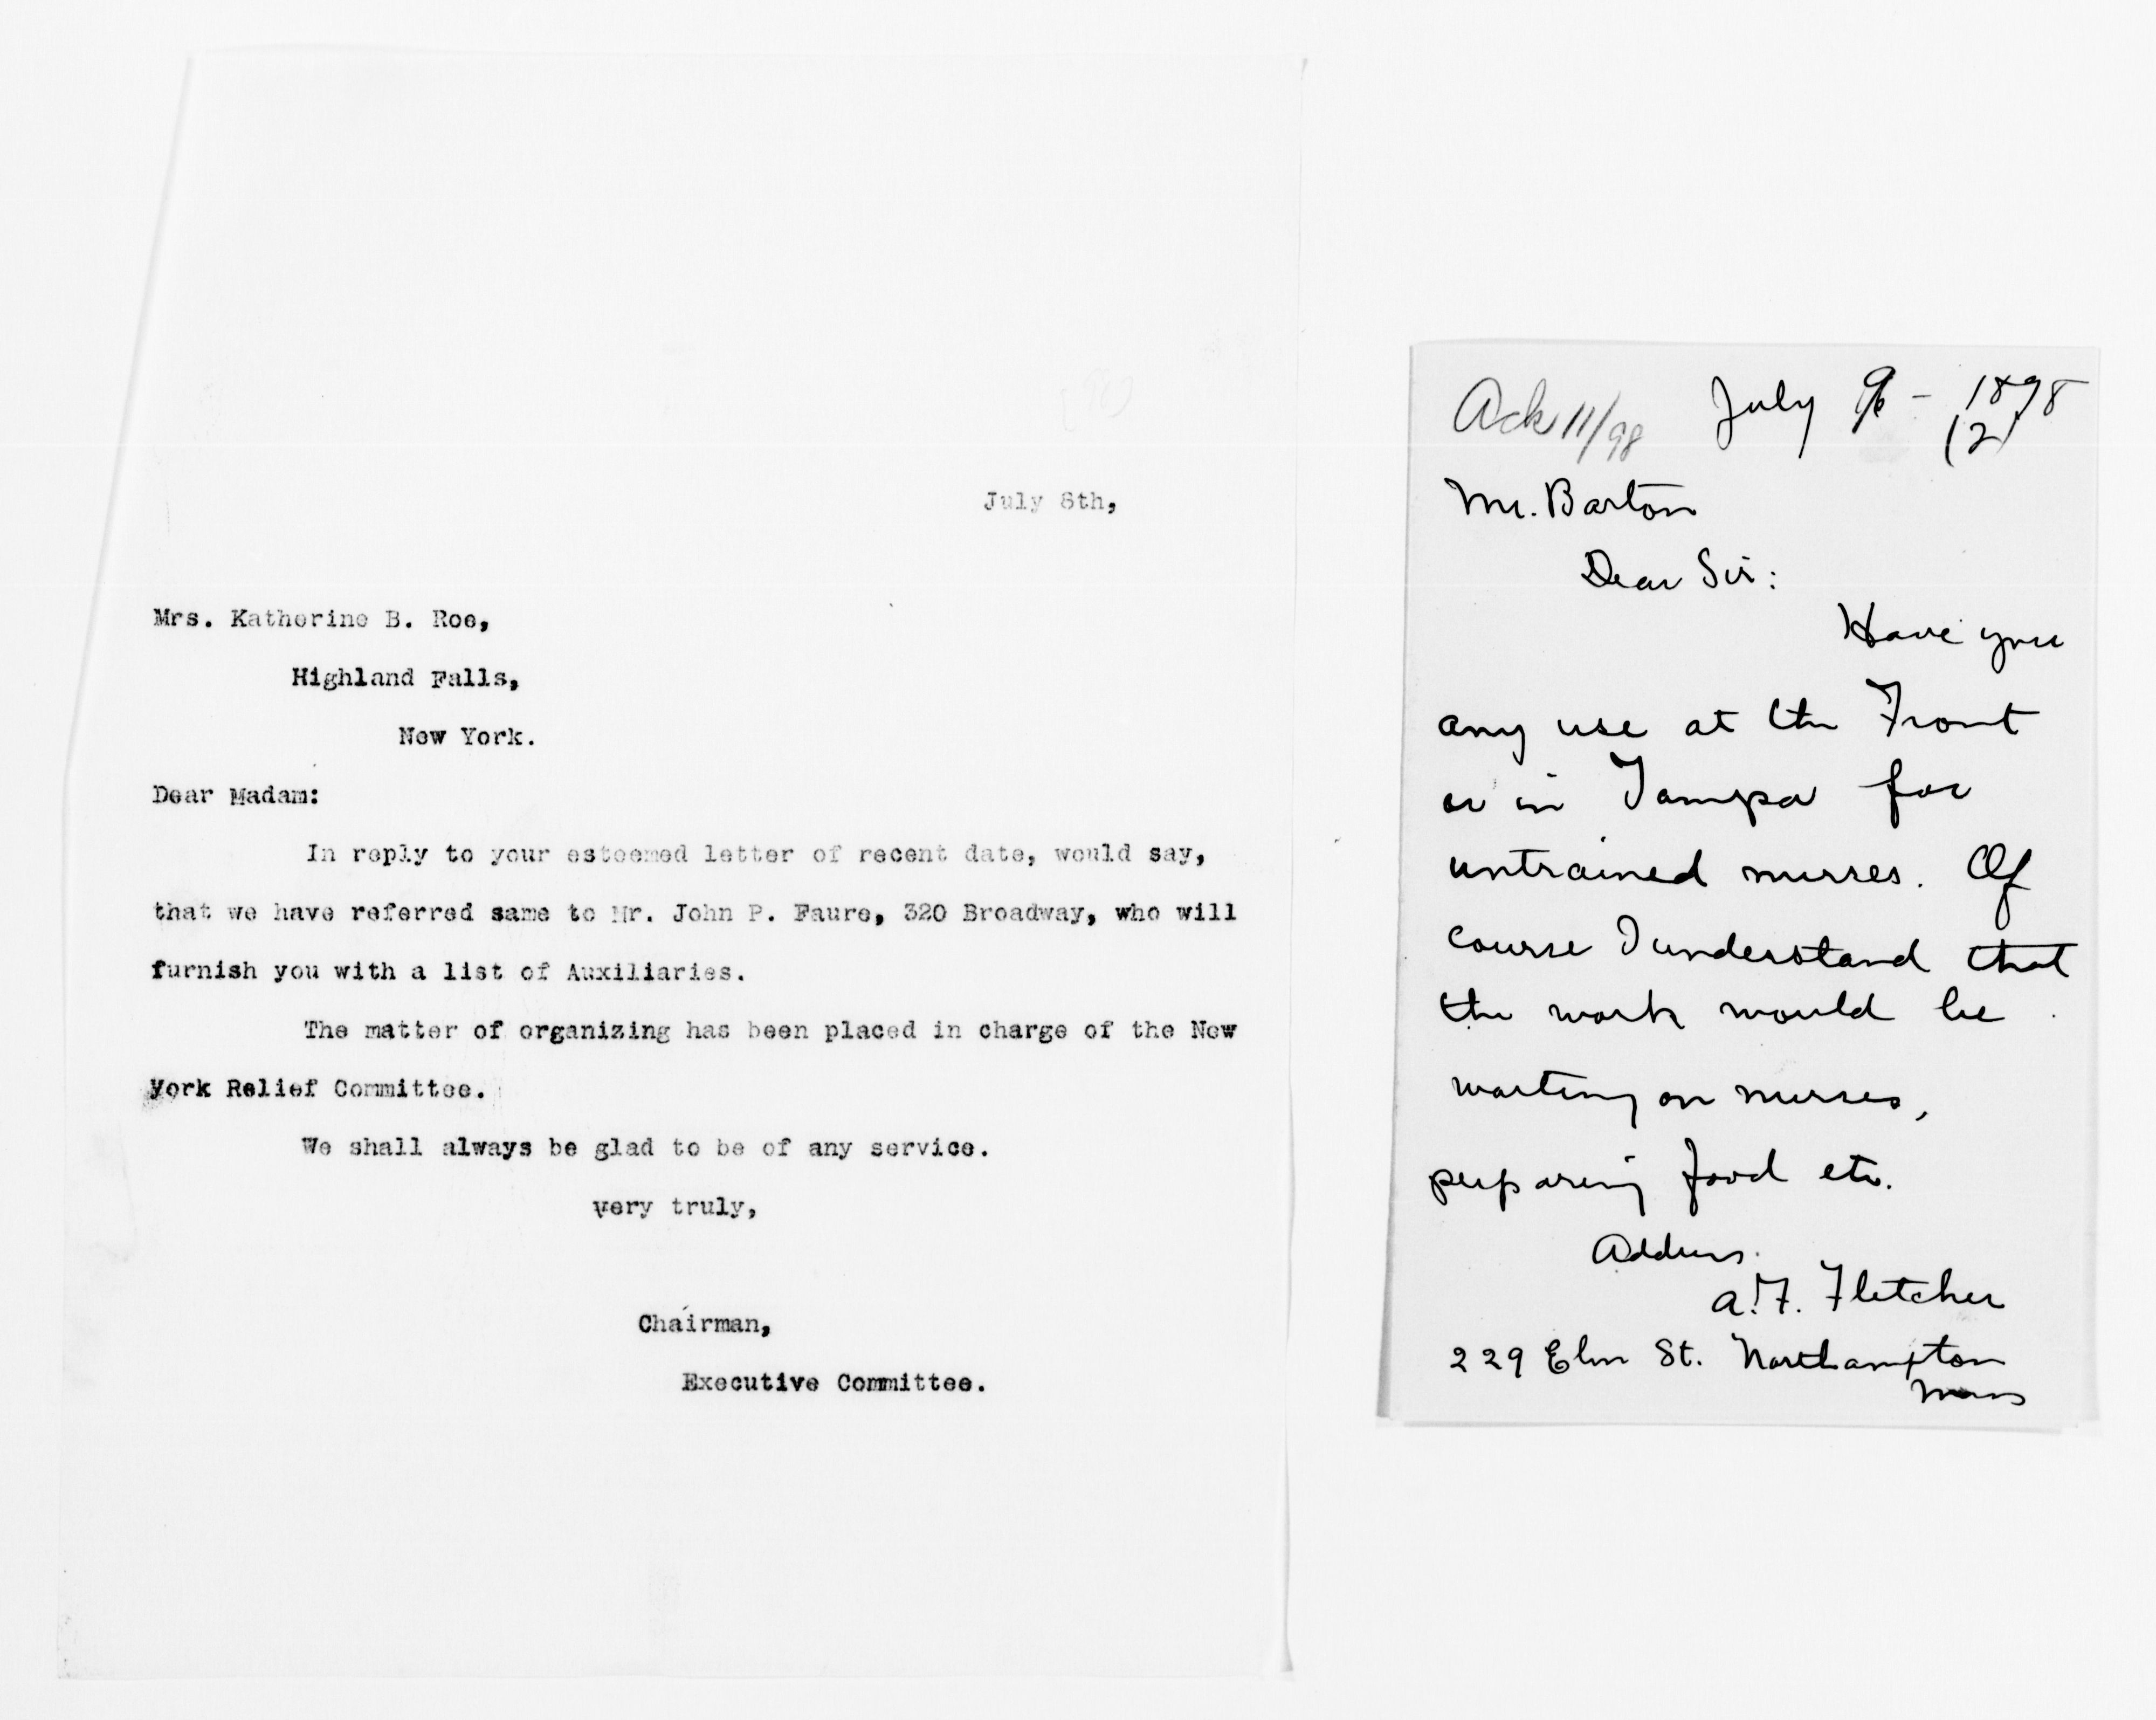 July 8th,
Mrs. Katherine B. Roe,
Highland Falls,
New York.
Dear Madam:
In reply to your esteemed letter of recent date, would say,
that we have referred same to Mr. John P. Faure, 320 Broadway, who will
furnish you with a list of Auxiliaries.
The matter of organizing has been placed in charge of the New
York Relief Committee.
We shall always be glad to be of any service.
very truly,
Chairman,
Executive Committee.
Ack 11/98 July - 1898
(2)
Mr. Barton
Dear Sir:
Have you
any use at the Front
or in Tampa for
untrained nurses. Of
course I understand that
the work would be
waiting on nurses,
preparing food etc.
Address.
A. F. Fletcher
229 Elm St. Northampton
Mass